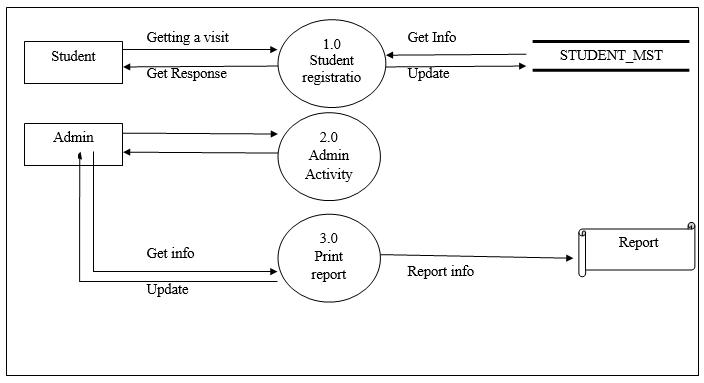 Getting a visit
Student
Get Response
1.0
Student
registratio
Get Info
Update
STUDENT_MST
Admin
2.0
Admin
Activity
Get info
Update
3.0
Print
report
Report info
Report